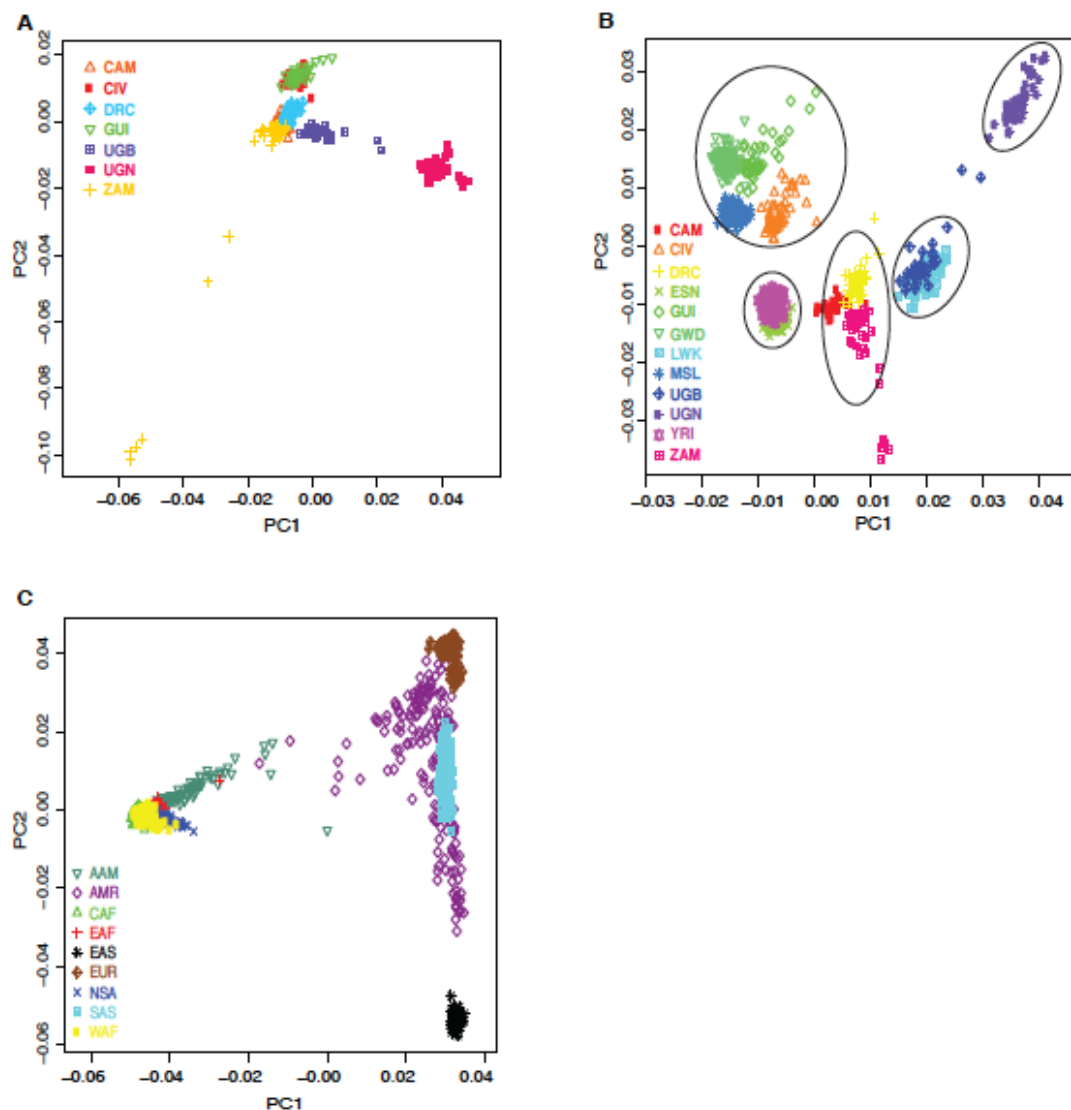 A
0.02
0.00
−0.02
−0.04
−0.06
−0.08
−0.10
PC2
CAM
CIV
DRC
GUI
UGB
UGN
ZAM
−0.06
−0.04
−0.02
0.00
0.02
0.04
PC1
B
0.03
0.02
0.01
0.00
−0.01
−0.02
−0.03
PC2
CAM
CIV
DRC
ESN
GUI
GWD
LWK
MSL
UGB
UGN
YRI
ZAM
−0.03
−0.02
−0.01
0.00
0.01
0.02
0.03
0.04
PC1
C
0.04
0.02
0.00
−0.02
−0.04
−0.06
PC2
AAM
AMR
CAF
EAF
EAS
EUR
NSA
SAS
WAF
−0.06
−0.04
−0.02
−0.00
0.02
0.04
PC1